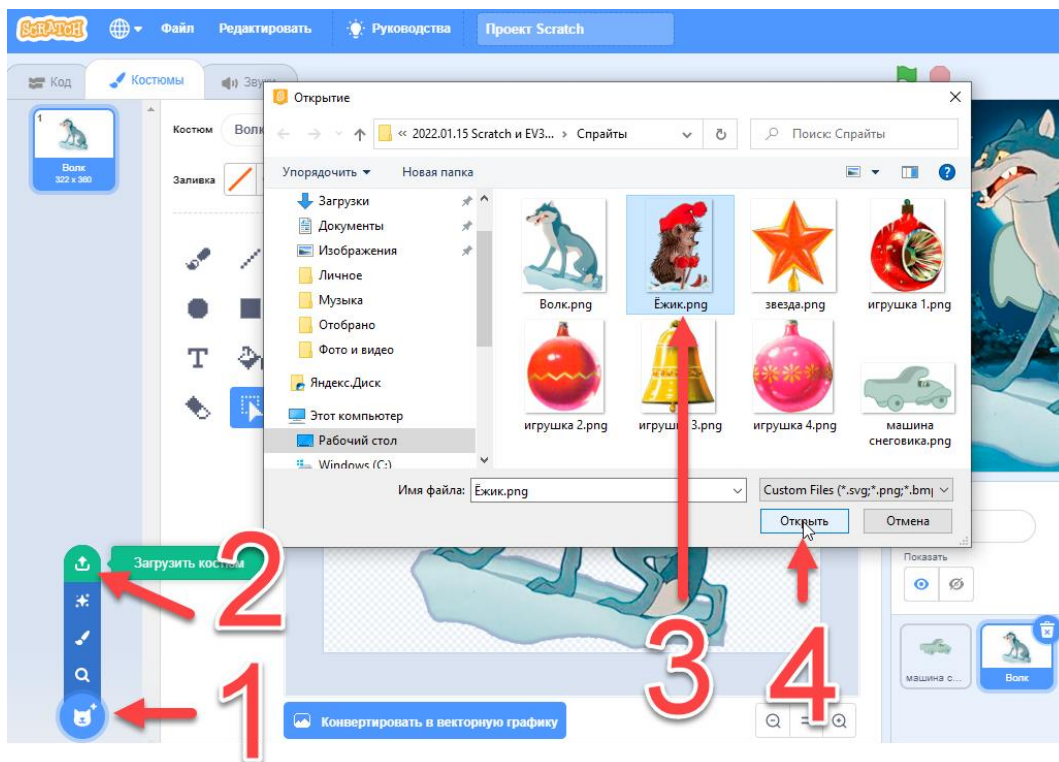 SCRATCH
Файл
Редактировать
Руководства
Проект Scratch
Код
Костюмы
Звуки
1
Волк
322 x 360
Костюм
Волк
Заливка
Открытие
« 2022.01.15 Scratch и EV3... › Спрайты
Поиск: Спрайты
Упорядочить
Новая папка
Загрузки
Документы
Изображения
Личное
Музыка
Отобрано
Фото и видео
Яндекс.Диск
Этот компьютер
Рабочий стол
Windows (C:)
Волк.png
Ёжик.png
звезда.png
игрушка 1.png
игрушка 2.png
игрушка 3.png
игрушка 4.png
машина
снеговика.png
Имя файла:
Ёжик.png
Custom Files (*.svg;*.png;*.bmp
Открыть
Отмена
Загрузить костюм
2
1
3
4
Показать
машина с...
Волк
Конвертировать в векторную графику